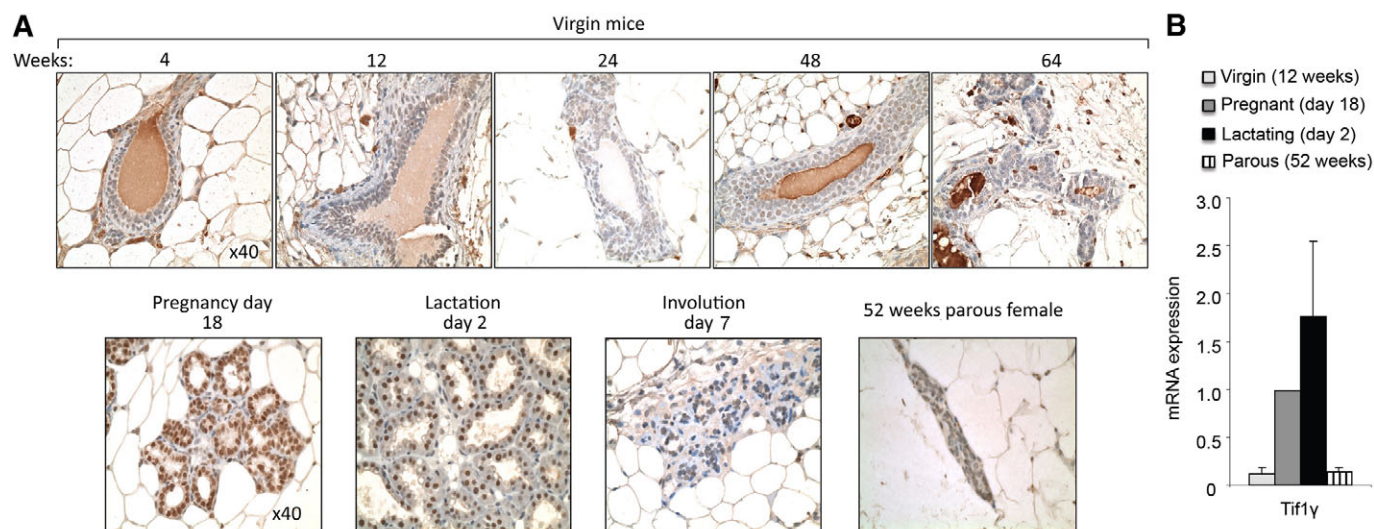 A
Virgin mice
Weeks: 4 12 24 48 64
x40
Pregnancy day
18
Lactation
day 2
Involution
day 7
52 weeks parous female
x40
B
Virgin (12 weeks)
Pregnant (day 18)
Lactating (day 2)
Parous (52 weeks)
3.0
2.5
2.0
1.5
1.0
0.5
0
mRNA expression
Tif1γ